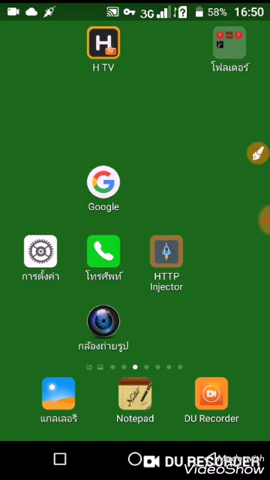 3G 58% 16:50
H TV
โฟลเดอร์
Google
การตั้งค่า
โทรศัพท์
HTTP
Injector
กล้องถ่ายรูป
แกลเลอรี
Notepad
DU Recorder
DU RECORDER
VideoShow